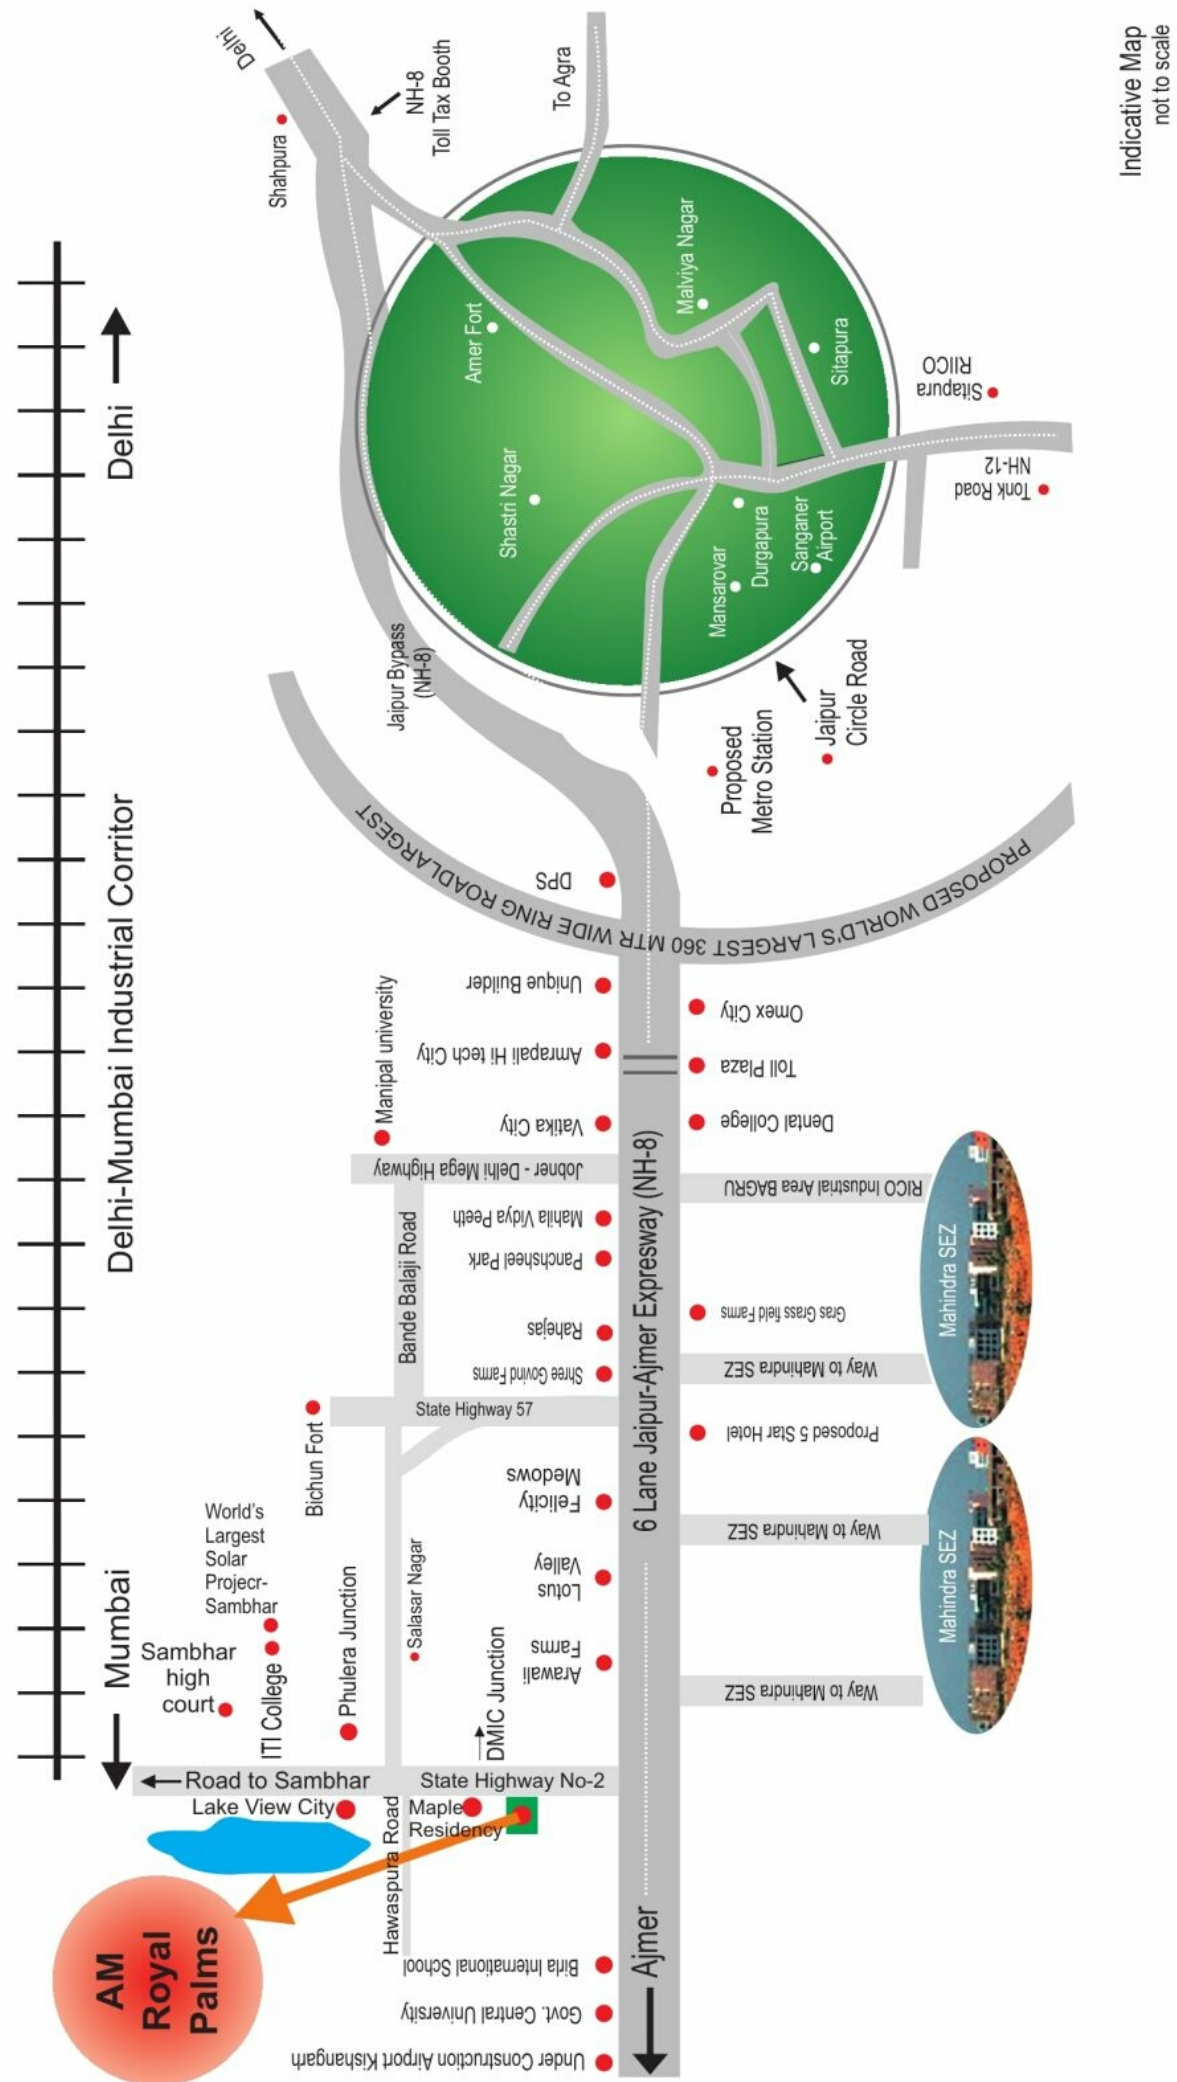 Delhi-Mumbai Industrial Corritor
Mumbai
Delhi
AM
Royal
Palms
Road to Sambhar
State Highway No-2
Lake View City
Maple
Residency
Hawaspura Road
Sambhar
high
court
World's
Largest
Solar
Projecr-
Sambhar
ITI College
Phulera Junction
DMIC Junction
Salasar Nagar
Bichun Fort
State Highway 57
Bande Balaji Road
Manipal university
Jobner - Delhi Mega Highway
Under Construction Airport Kishangarh
Govt. Central University
Birla International School
Arawali
Farms
Lotus
Valley
Felicity
Medows
Shree Govind Farms
Rahejas
Panchsheel Park
Mahila Vidya Peeth
Vatika City
Amrapali Hi tech City
Unique Builder
DPS
Ajmer
6 Lane Jaipur-Ajmer Expresway (NH-8)
Way to Mahindra SEZ
Way to Mahindra SEZ
Proposed 5 Star Hotel
Way to Mahindra SEZ
Gras Grass field Farms
RICO Industrial Area BAGRU
Dental College
Toll Plaza
Omex City
Mahindra SEZ
Mahindra SEZ
PROPOSED WORLD'S LARGEST 360 MTR WIDE RING ROADLARGEST
Jaipur Bypass
(NH-8)
Proposed
Metro Station
Jaipur
Circle Road
Shahpura
Delhi
NH-8
Toll Tax Booth
To Agra
Amer Fort
Shastri Nagar
Malviya Nagar
Sitapura
Mansarovar
Durgapura
Sanganer
Airport
Sitapura
RIICO
Tonk Road
NH-12
Indicative Map
not to scale